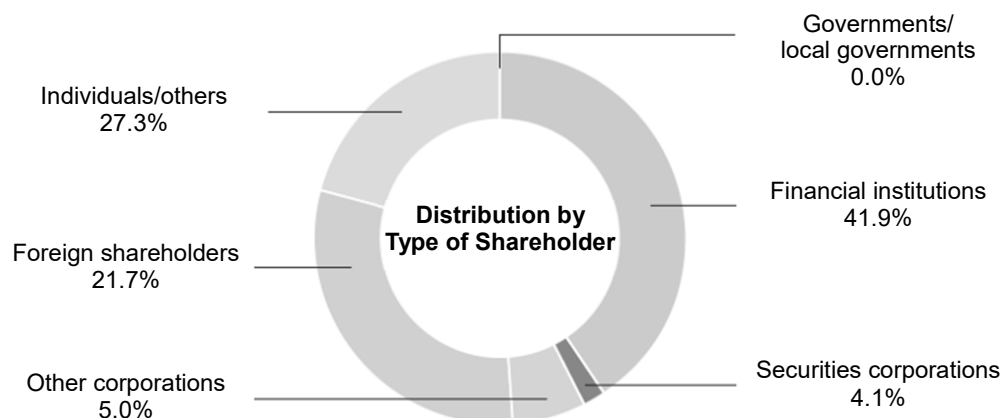 Governments/
local governments
0.0%
Individuals/others
27.3%
Financial institutions
41.9%
Distribution by
Type of Shareholder
Foreign shareholders
21.7%
Securities corporations
4.1%
Other corporations
5.0%